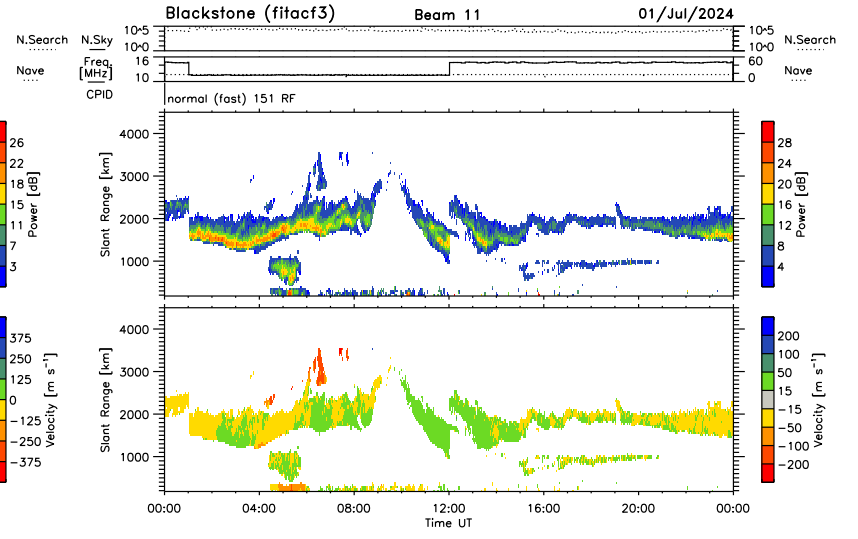 Blackstone (fitacf3) Beam 11 01/Jul/2024
N.Search N.Sky 10^5 10^0 10^5 10^0 N.Search
Nave Freq. [MHz] 16 10 60 0 Nave
CPID normal (fast) 151 RF
Slant Range [km] 4000 3000 2000 1000
26 22 18 15 11 7 3 Power [dB]
28 24 20 16 12 8 4 Power [dB]
Slant Range [km] 4000 3000 2000 1000
375 250 125 0 −125 −250 −375 Velocity [m s⁻¹]
200 100 50 15 −15 −50 −100 −200 Velocity [m s⁻¹]
00:00 04:00 08:00 12:00 16:00 20:00 00:00
Time UT